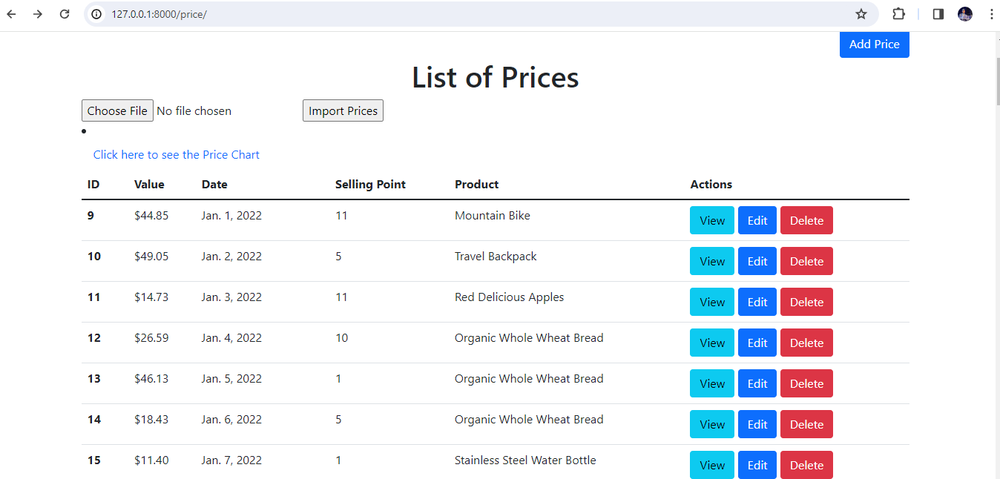 127.0.0.1:8000/price/
Add Price
List of Prices
Choose File No file chosen Import Prices
Click here to see the Price Chart
ID Value Date Selling Point Product Actions
9 $44.85 Jan. 1, 2022 11 Mountain Bike View Edit Delete
10 $49.05 Jan. 2, 2022 5 Travel Backpack View Edit Delete
11 $14.73 Jan. 3, 2022 11 Red Delicious Apples View Edit Delete
12 $26.59 Jan. 4, 2022 10 Organic Whole Wheat Bread View Edit Delete
13 $46.13 Jan. 5, 2022 1 Organic Whole Wheat Bread View Edit Delete
14 $18.43 Jan. 6, 2022 5 Organic Whole Wheat Bread View Edit Delete
15 $11.40 Jan. 7, 2022 1 Stainless Steel Water Bottle View Edit Delete